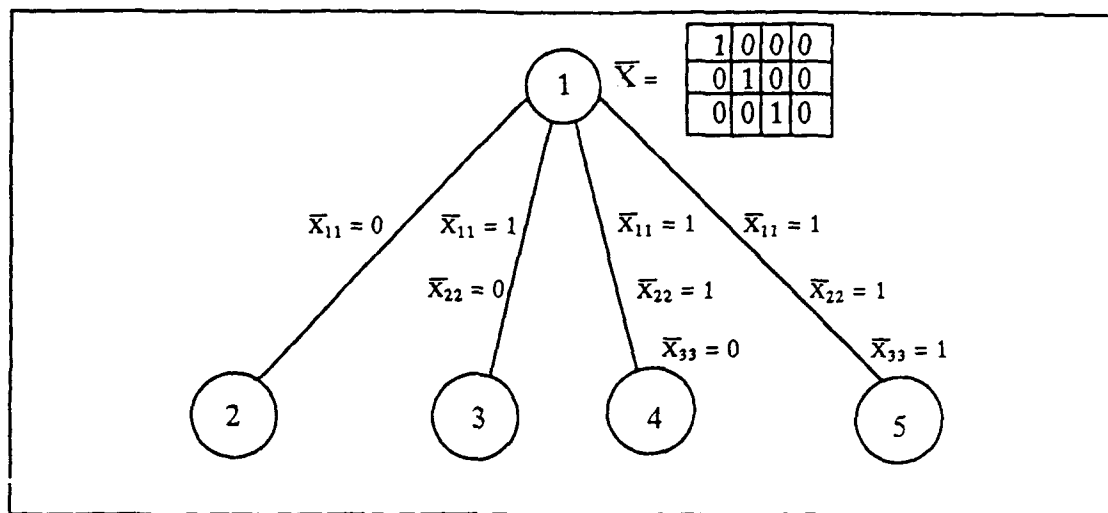 1 X̅ =
1 0 0 0
0 1 0 0
0 0 1 0
X̅₁₁ = 0 X̅₁₁ = 1 X̅₁₁ = 1 X̅₁₁ = 1
X̅₂₂ = 0 X̅₂₂ = 1 X̅₂₂ = 1
X̅₃₃ = 0 X̅₃₃ = 1
2 3 4 5